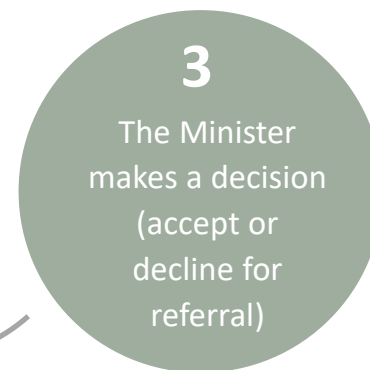 3
The Minister
makes a decision
(accept or
decline for
referral)